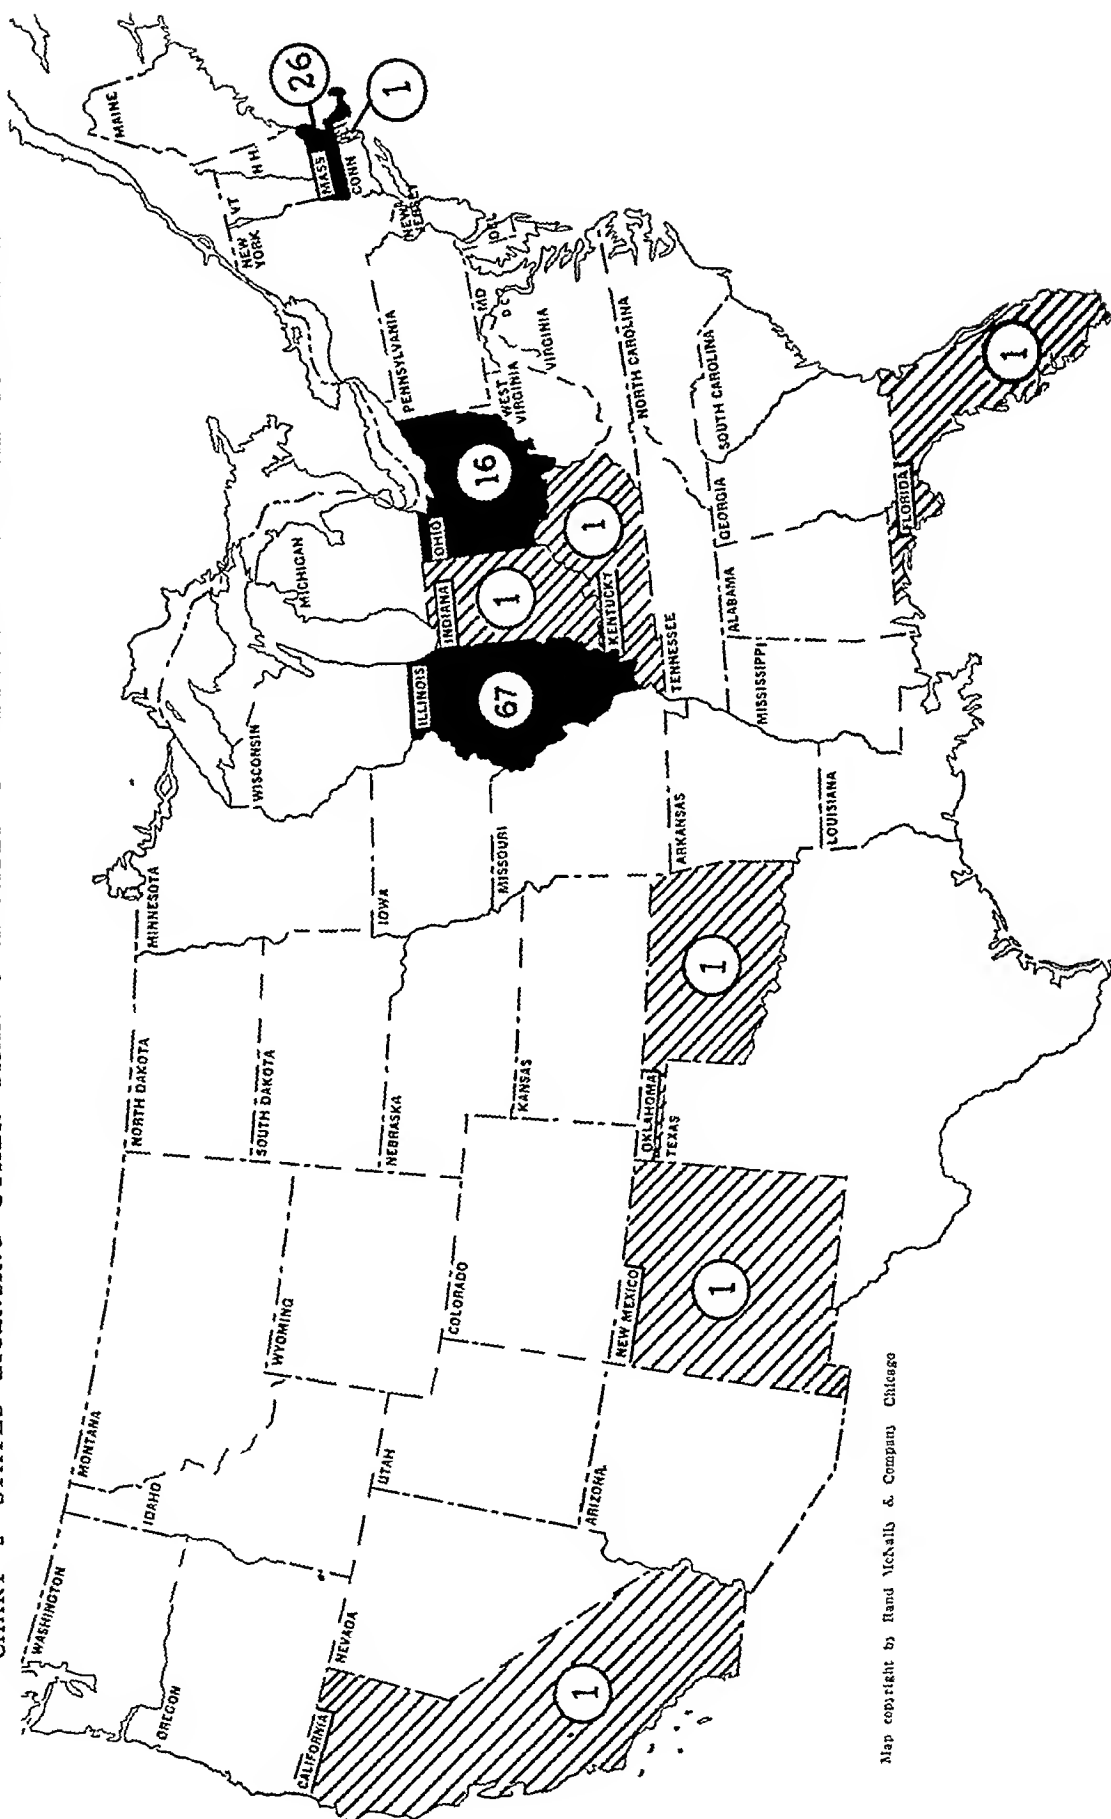 WASHINGTON
MONTANA
NORTH DAKOTA
MINNESOTA
MAINE
OREGON
IDAHO
WYOMING
SOUTH DAKOTA
WISCONSIN
MICHIGAN
NEW
YORK
VT
N H
MASS
26
CONN
1
CALIFORNIA
1
NEVADA
UTAH
COLORADO
NEBRASKA
IOWA
ILLINOIS
67
INDIANA
1
OHIO
16
PENNSYLVANIA
NEW
JERSEY
MD
DEL
D C
WEST
VIRGINIA
VIRGINIA
ARIZONA
NEW MEXICO
1
KANSAS
MISSOURI
KENTUCKY
1
OKLAHOMA
1
TEXAS
ARKANSAS
TENNESSEE
NORTH CAROLINA
SOUTH CAROLINA
LOUISIANA
MISSISSIPPI
ALABAMA
GEORGIA
FLORIDA
1
Map copyright by Rand McNally & Company Chicago